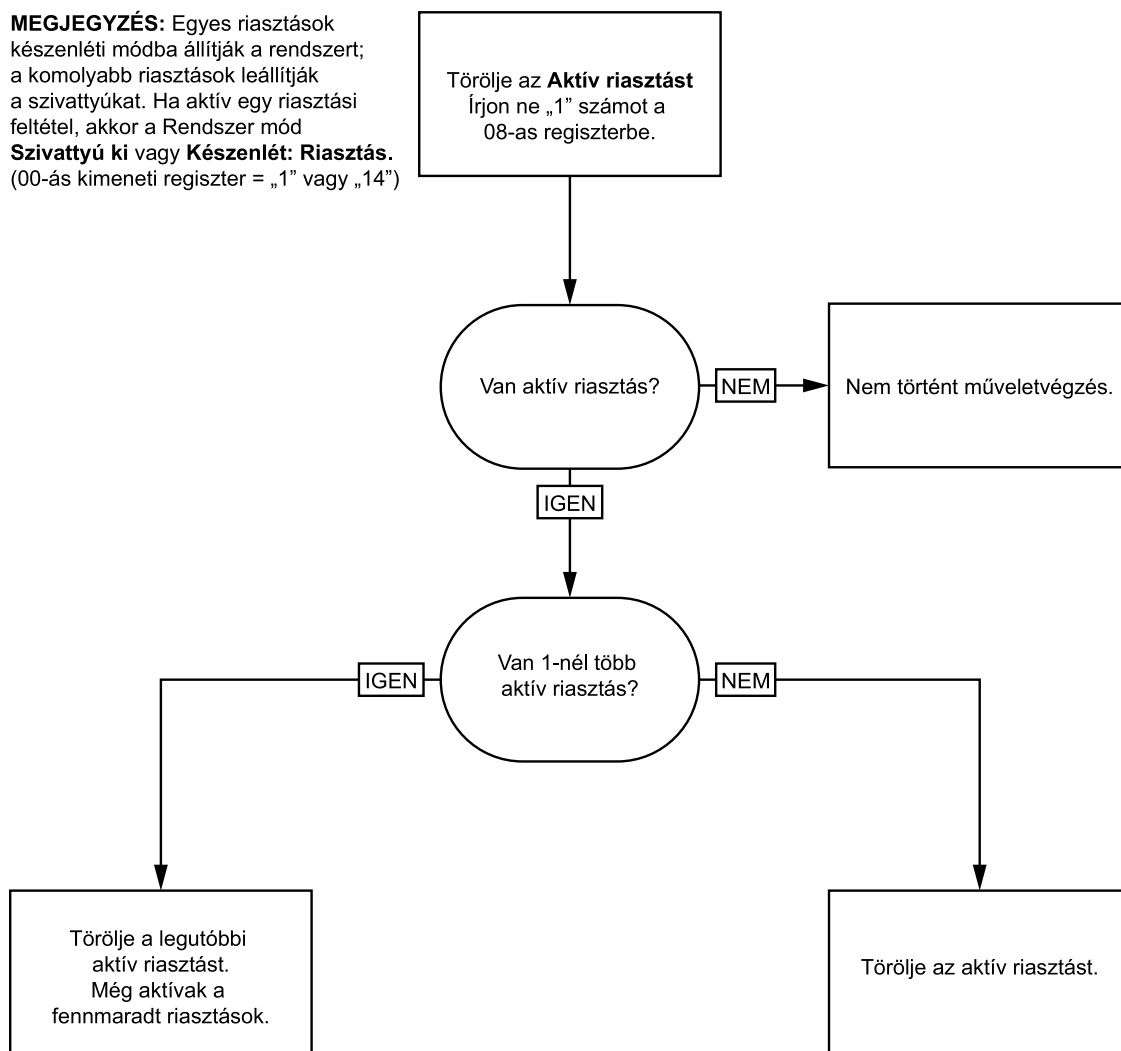 MEGJEGYZÉS: Egyes riasztások
készenléti módba állítják a rendszert;
a komolyabb riasztások leállítják
a szivattyúkat. Ha aktív egy riasztási
feltétel, akkor a Rendszer mód
Szivattyú ki vagy Készenlét: Riasztás.
(00-ás kimeneti regiszter = „1” vagy „14”)
Törölje az Aktív riasztást
Írjon ne „1” számot a
08-as regiszterbe.
Van aktív riasztás?
NEM
Nem történt műveletvégzés.
IGEN
Van 1-nél több
aktív riasztás?
IGEN
NEM
Törölje a legutóbbi
aktív riasztást.
Még aktívak a
fennmaradt riasztások.
Törölje az aktív riasztást.